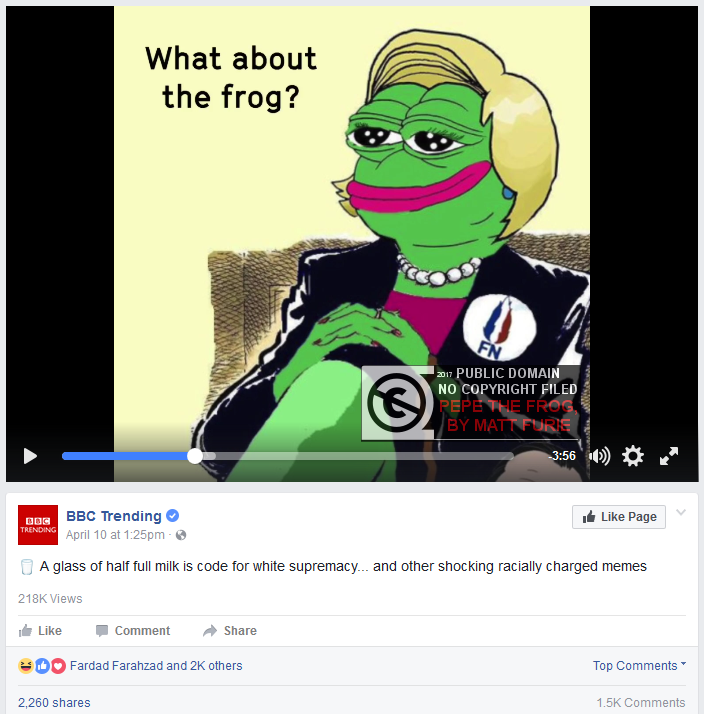 What about
the frog?
FN
2017 PUBLIC DOMAIN
NO COPYRIGHT FILED
PEPE THE FROG
BY MATT FURIE
-3:56
BBC
TRENDING
BBC Trending
April 10 at 1:25pm ·
Like Page
A glass of half full milk is code for white supremacy... and other shocking racially charged memes
218K Views
Like Comment Share
Fardad Farahzad and 2K others
Top Comments
2,260 shares
1.5K Comments